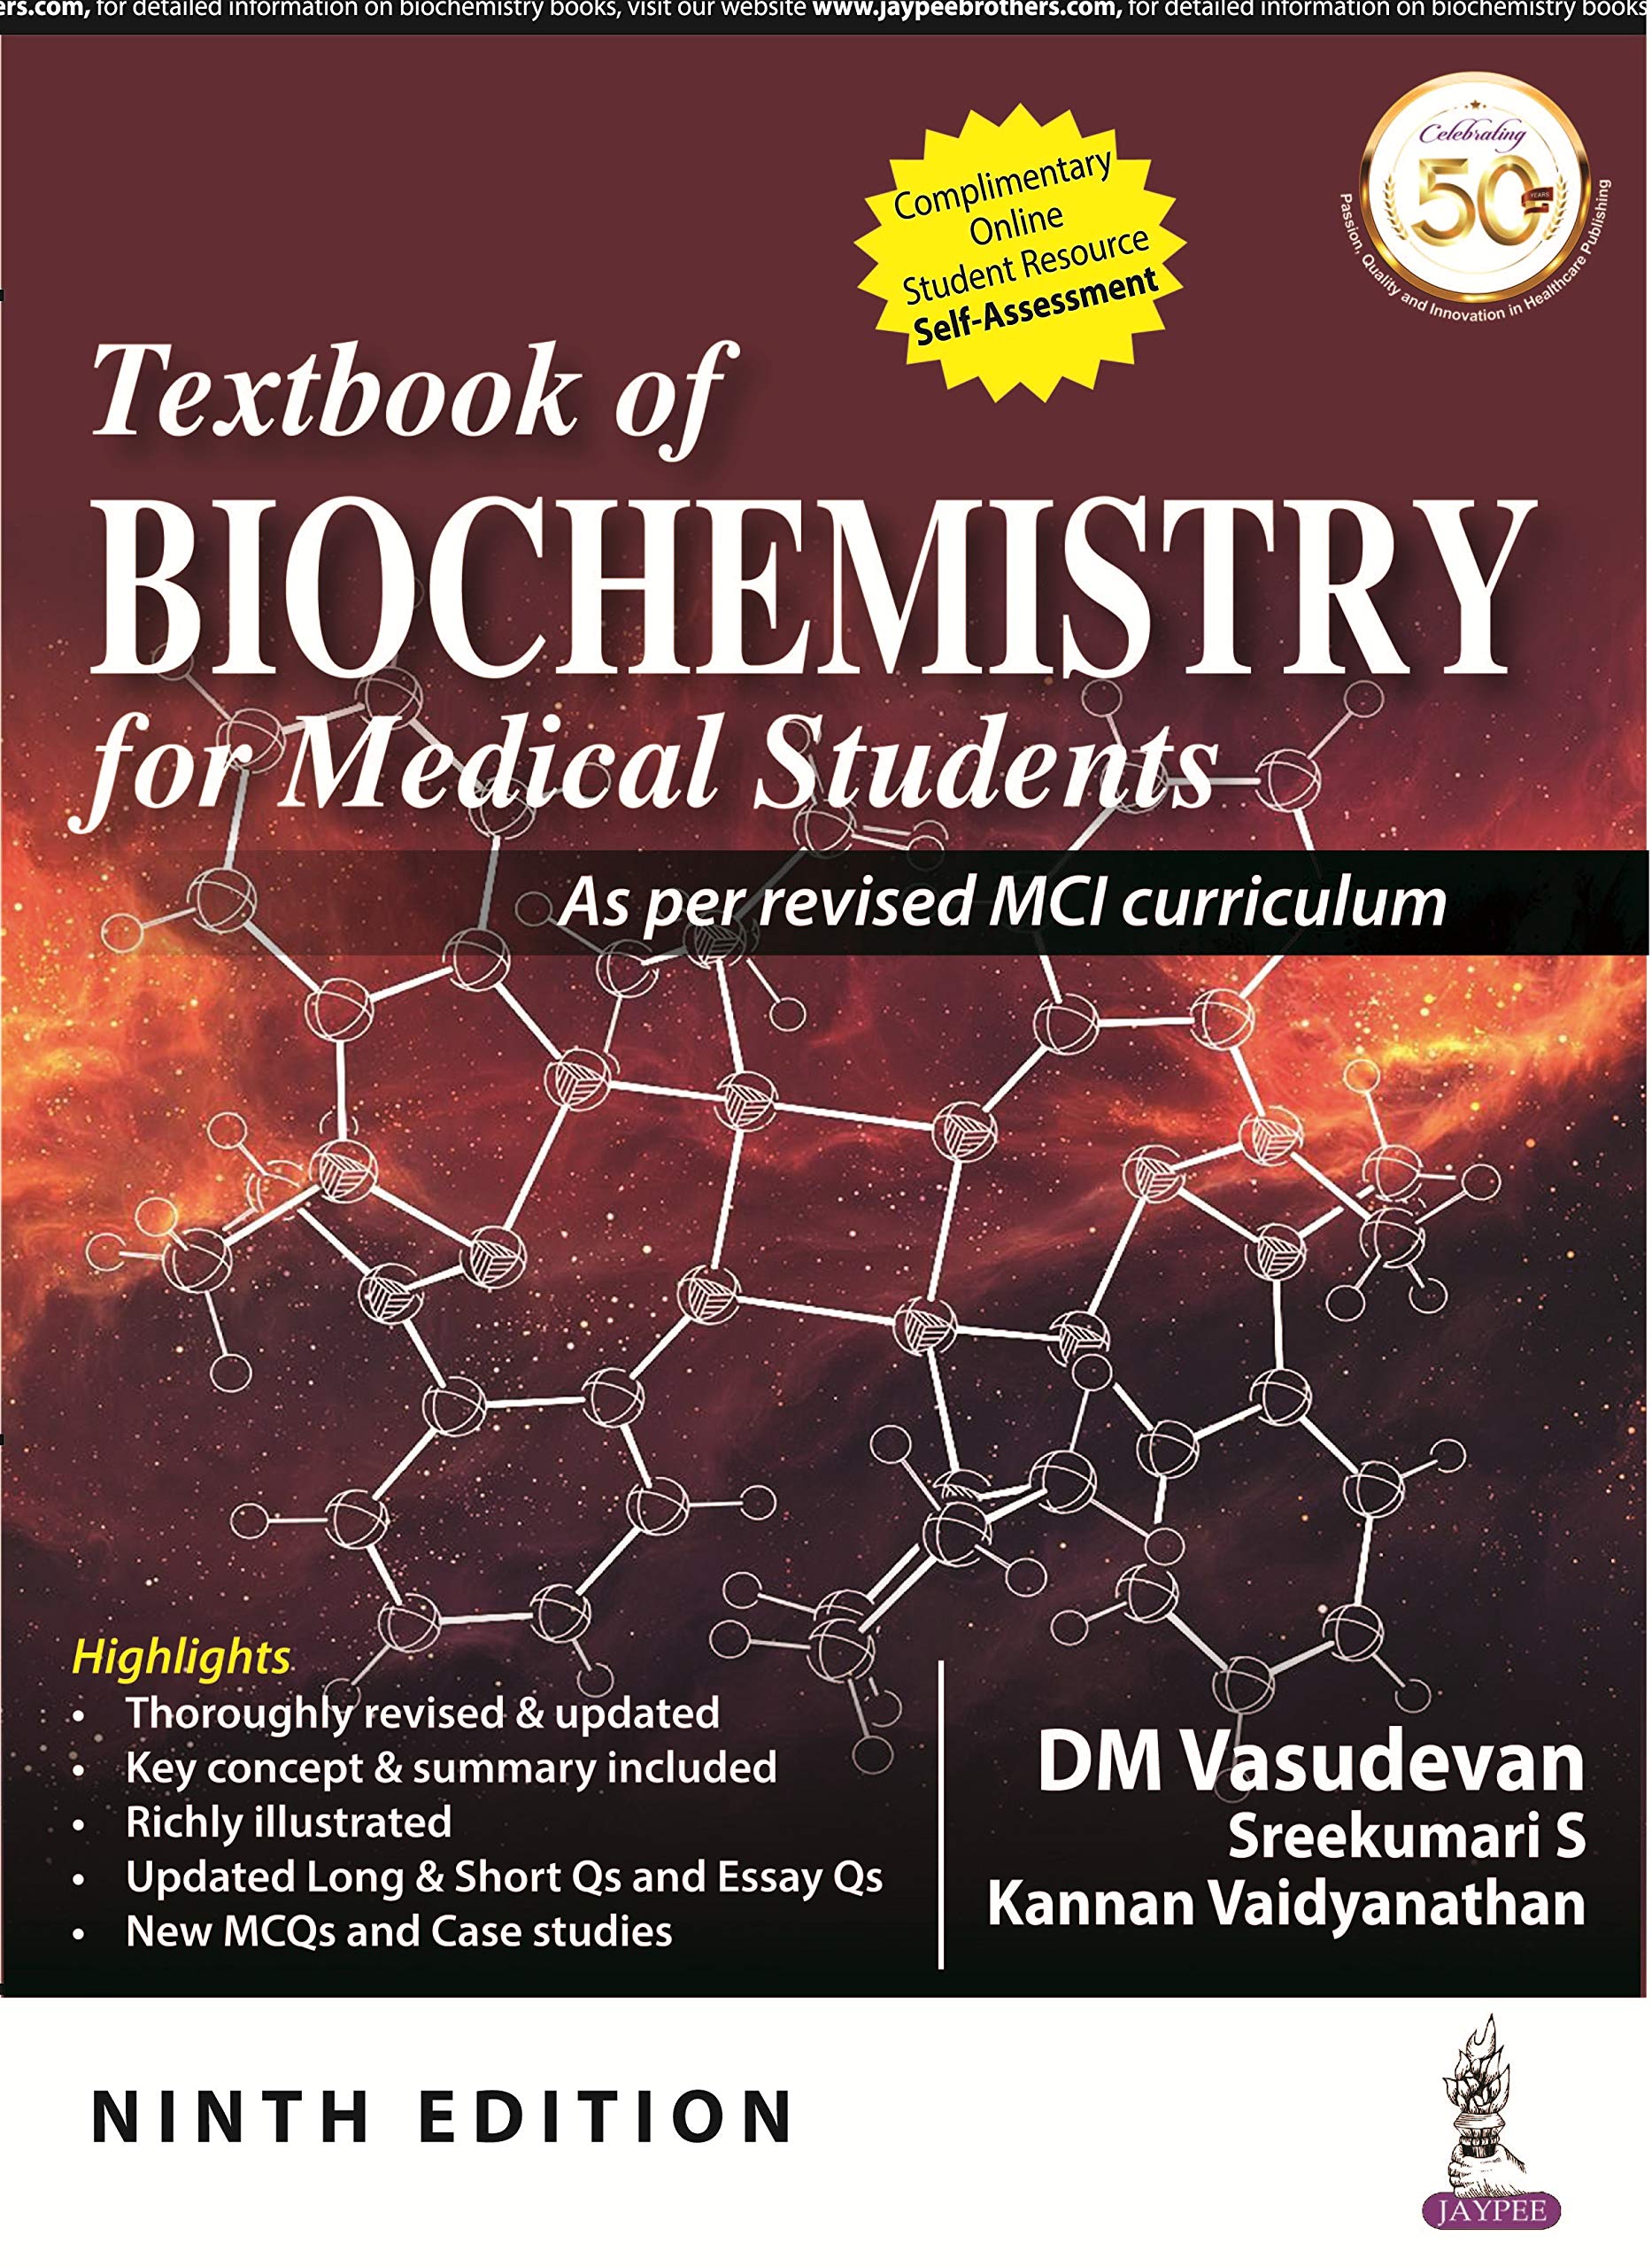 ers.com, for detailed information on biochemistry books, visit our website www.jaypeebrothers.com, for detailed information on biochemistry books
Celebrating
50
YEARS
Passion, Quality and Innovation in Healthcare Publishing
Complimentary
Online
Student Resource
Self-Assessment
Textbook of
BIOCHEMISTRY
for Medical Students
As per revised MCI curriculum
Highlights
• Thoroughly revised & updated
• Key concept & summary included
• Richly illustrated
• Updated Long & Short Qs and Essay Qs
• New MCQs and Case studies
DM Vasudevan
Sreekumari S
Kannan Vaidyanathan
NINTH EDITION
JAYPEE